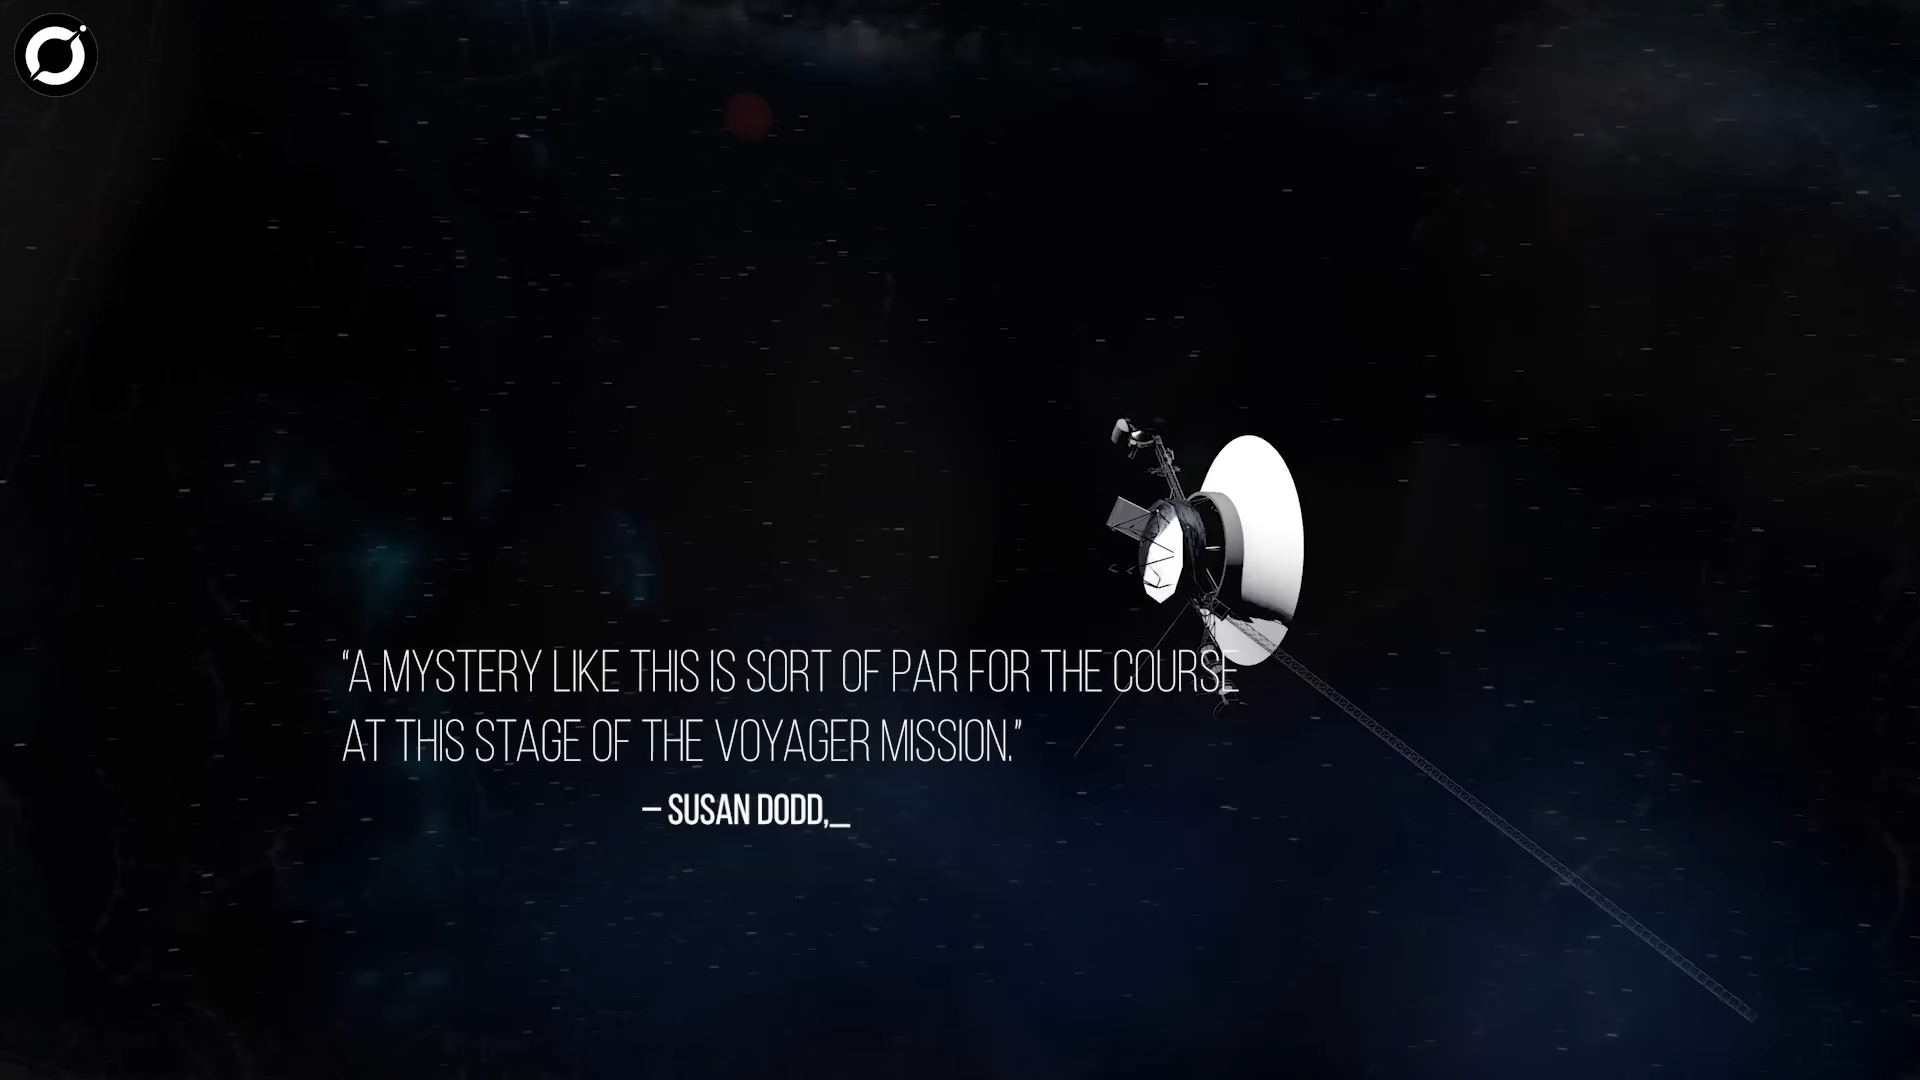 “A MYSTERY LIKE THIS IS SORT OF PAR FOR THE COURSE
AT THIS STAGE OF THE VOYAGER MISSION.”
– SUSAN DODD,_